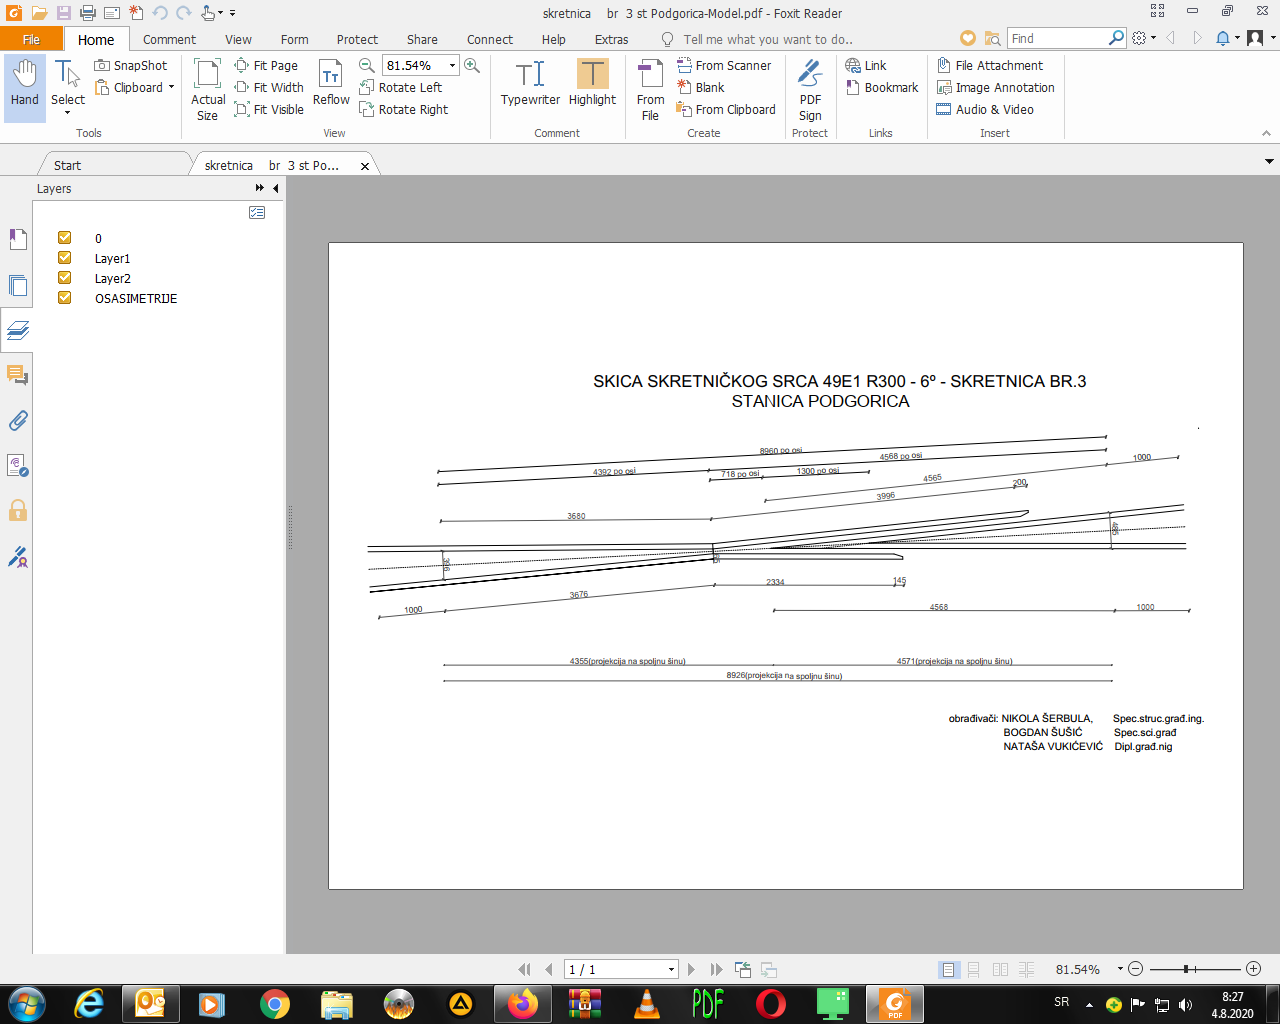 skretnica br 3 st Podgorica-Model.pdf - Foxit Reader
File Home Comment View Form Protect Share Connect Help Extras Tell me what you want to do.. Find
Hand
Select
SnapShot
Clipboard
Tools
Actual Size
Fit Page
Fit Width
Fit Visible
Reflow
81.54%
Rotate Left
Rotate Right
View
Typewriter
Highlight
Comment
From File
From Scanner
Blank
From Clipboard
Create
PDF Sign
Protect
Link
Bookmark
Links
File Attachment
Image Annotation
Audio & Video
Insert
Start
skretnica br 3 st Po...
Layers
0
Layer1
Layer2
OSASIMETRIJE
SKICA SKRETNIČKOG SRCA 49E1 R300 - 6º - SKRETNICA BR.3
STANICA PODGORICA
8960 po osi
4392 po osi
4568 po osi
718 po osi
1300 po osi
1000
4565
200
3996
3680
485
2334
145
3676
1000
4568
1000
4355(projekcija na spoljnu šinu)
4571(projekcija na spoljnu šinu)
8926(projekcija na spoljnu šinu)
obrađivači: NIKOLA ŠERBULA, Spec.struc.građ.ing.
BOGDAN ŠUŠIĆ Spec.sci.građ
NATAŠA VUKIĆEVIĆ Dipl.građ.nig
1 / 1
81.54%
PDF
PDF
SR
8:27
4.8.2020